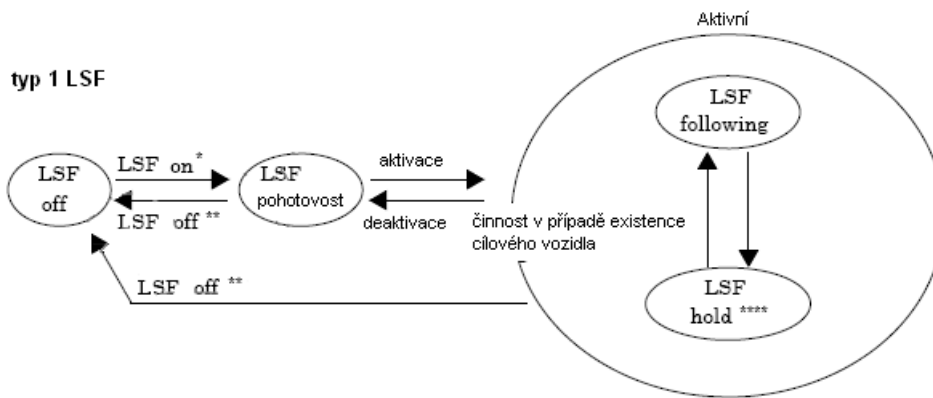 Aktivní
typ 1 LSF
LSF
following
LSF
off
LSF on*
LSF off **
LSF
pohotovost
aktivace
deaktivace
činnost v případě existence
cílového vozidla
LSF off **
LSF
hold ****